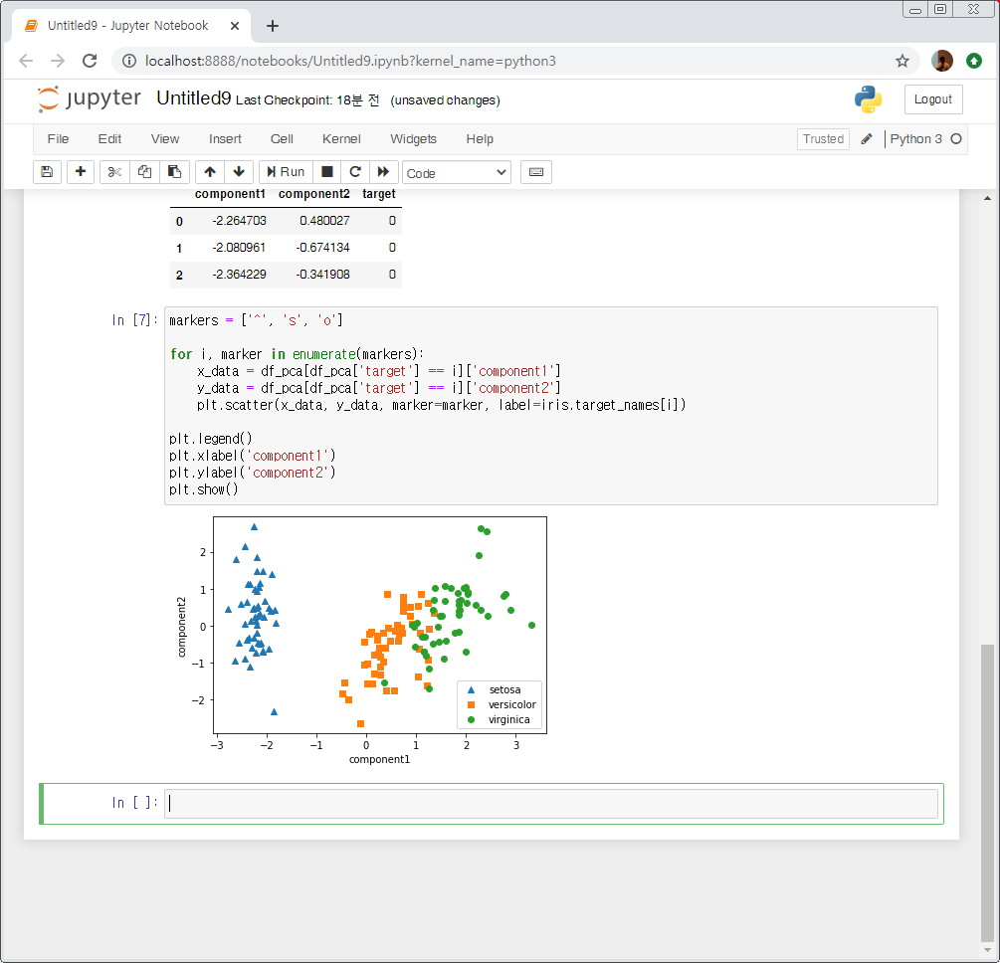 Untitled9 - Jupyter Notebook
localhost:8888/notebooks/Untitled9.ipynb?kernel_name=python3
jupyter Untitled9 Last Checkpoint: 18분 전 (unsaved changes) Logout
File Edit View Insert Cell Kernel Widgets Help Trusted Python 3
Run Code
component1 component2 target
0 -2.264703 0.480027 0
1 -2.080961 -0.674134 0
2 -2.364229 -0.341908 0
In [7]: markers = ['^', 's', 'o']
for i, marker in enumerate(markers):
x_data = df_pca[df_pca['target'] == i]['component1']
y_data = df_pca[df_pca['target'] == i]['component2']
plt.scatter(x_data, y_data, marker=marker, label=iris.target_names[i])
plt.legend()
plt.xlabel('component1')
plt.ylabel('component2')
plt.show()
2
1
0
−1
−2
component2
setosa
versicolor
virginica
−3 −2 −1 0 1 2 3
component1
In [ ]: